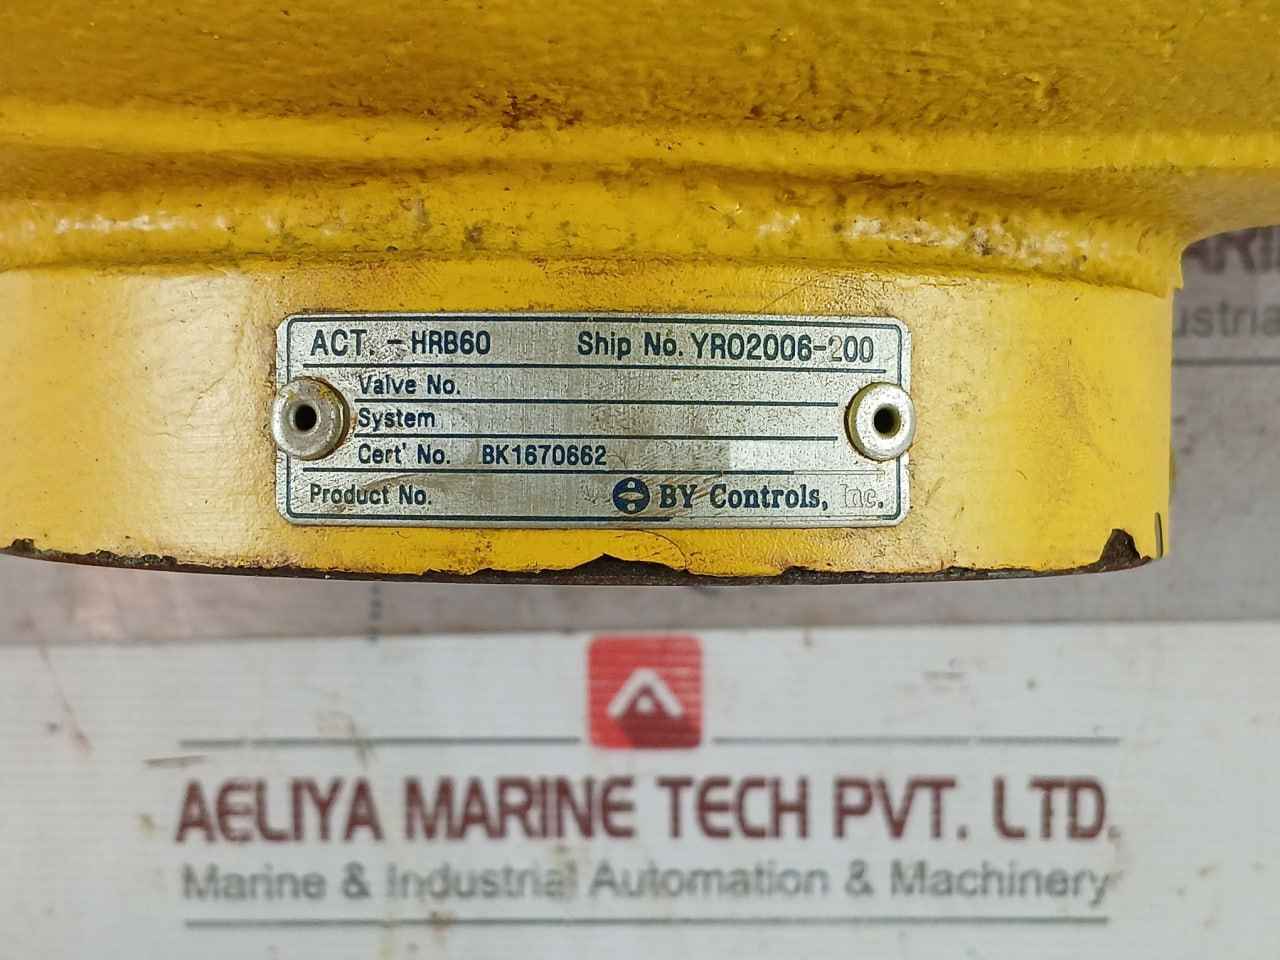 ACT. -HRB60 Ship No. YR02006-200
Valve No.
System
Cert' No. BK1670662
Product No. BY Controls, Inc.
AELIYA MARINE TECH PVT. LTD.
Marine & Industrial Automation & Machinery